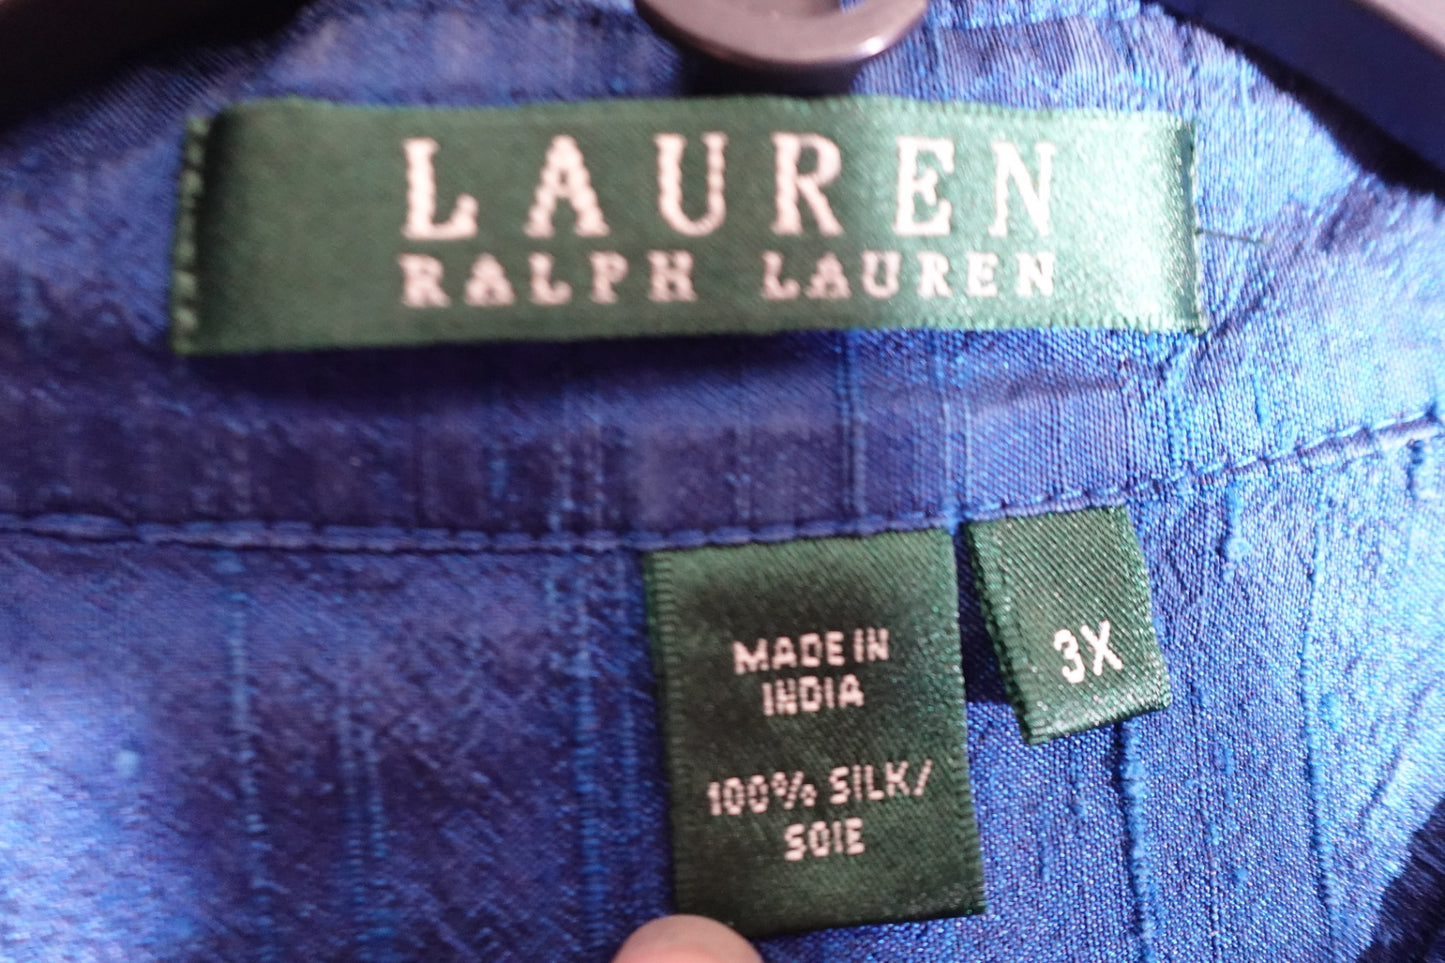 LAUREN
RALPH LAUREN
MADE IN
INDIA
100% SILK/
SOIE
3X